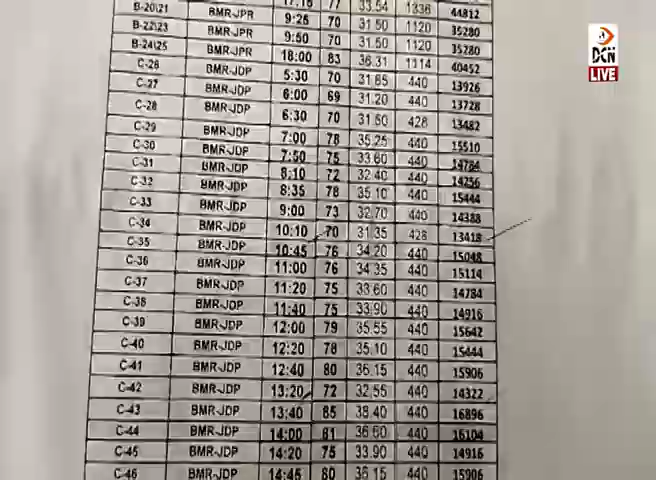 17.15 77 33.54 1336 44812
B-20\21 BMR-JPR 9:25 70 31.50 1120 35280
B-22\23 BMR-JPR 9:50 70 31.50 1120 35280
B-24\25 BMR-JPR 18:00 83 36.31 1114 40452
C-26 BMR-JDP 5:30 70 31.65 440 13926
C-27 BMR-JDP 6:00 69 31.20 440 13728
C-28 BMR-JDP 6:30 70 31.50 428 13482
C-29 BMR-JDP 7:00 78 35.25 440 15510
C-30 BMR-JDP 7:50 75 33.60 440 14784
C-31 BMR-JDP 8:10 72 32.40 440 14256
C-32 BMR-JDP 8:35 78 35.10 440 15444
C-33 BMR-JDP 9:00 73 32.70 440 14388
C-34 BMR-JDP 10:10 70 31.35 428 13418
C-35 BMR-JDP 10:45 76 34.20 440 15048
C-36 BMR-JDP 11:00 76 34.35 440 15114
C-37 BMR-JDP 11:20 75 33.60 440 14784
C-38 BMR-JDP 11:40 75 33.90 440 14916
C-39 BMR-JDP 12:00 79 35.55 440 15642
C-40 BMR-JDP 12:20 78 35.10 440 15444
C-41 BMR-JDP 12:40 80 36.15 440 15906
C-42 BMR-JDP 13:20 72 32.55 440 14322
C-43 BMR-JDP 13:40 85 38.40 440 16896
C-44 BMR-JDP 14:00 81 36.60 440 16104
C-45 BMR-JDP 14:20 75 33.90 440 14916
C-46 BMR-JDP 14:45 80 36.15 440 15906
DCN
LIVE